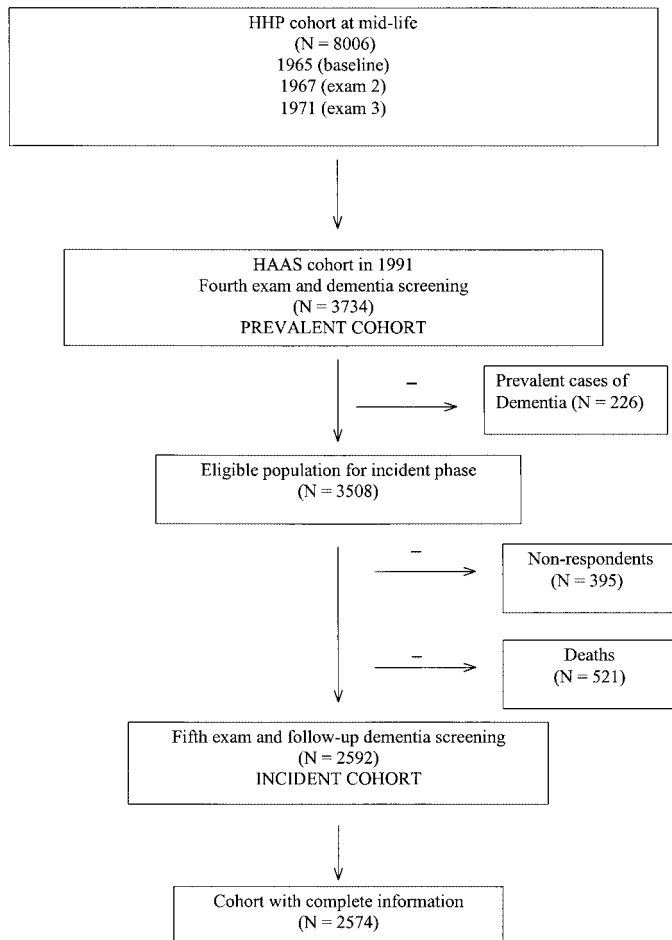 HHP cohort at mid-life
(N = 8006)
1965 (baseline)
1967 (exam 2)
1971 (exam 3)
HAAS cohort in 1991
Fourth exam and dementia screening
(N = 3734)
PREVALENT COHORT
–
Prevalent cases of
Dementia (N = 226)
Eligible population for incident phase
(N = 3508)
–
Non-respondents
(N = 395)
–
Deaths
(N = 521)
Fifth exam and follow-up dementia screening
(N = 2592)
INCIDENT COHORT
Cohort with complete information
(N = 2574)